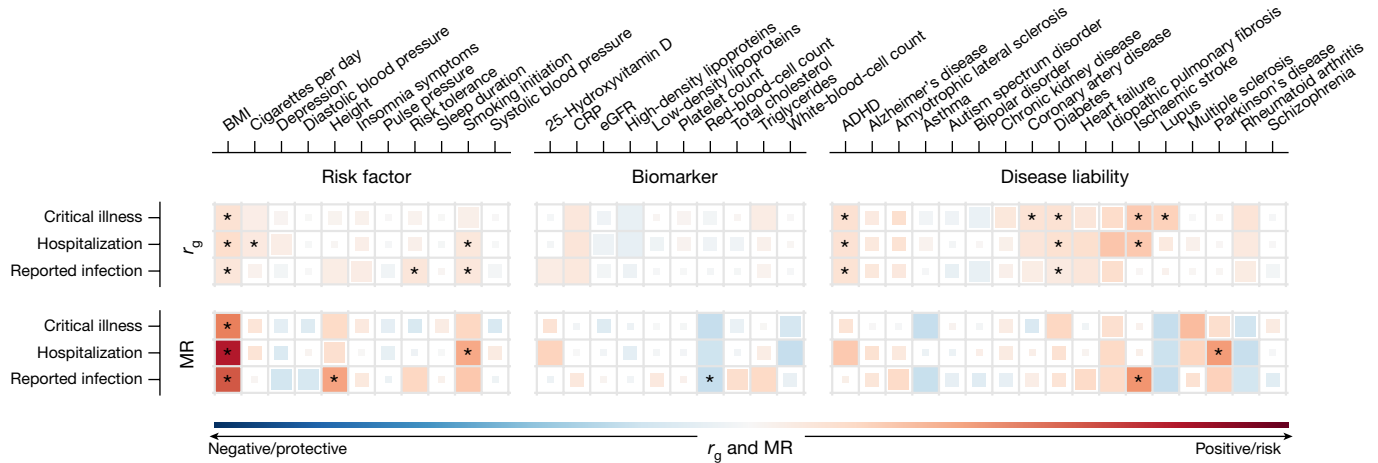 BMI
Cigarettes per day
Depression
Diastolic blood pressure
Height
Insomnia symptoms
Pulse pressure
Risk tolerance
Sleep duration
Smoking initiation
Systolic blood pressure
25-Hydroxyvitamin D
CRP
eGFR
High-density lipoproteins
Low-density lipoproteins
Platelet count
Red-blood-cell count
Total cholesterol
Triglycerides
White-blood-cell count
ADHD
Alzheimer's disease
Amyotrophic lateral sclerosis
Asthma
Autism spectrum disorder
Bipolar disorder
Chronic kidney disease
Coronary artery disease
Diabetes
Heart failure
Idiopathic pulmonary fibrosis
Ischaemic stroke
Lupus
Multiple sclerosis
Parkinson's disease
Rheumatoid arthritis
Schizophrenia
Risk factor
Biomarker
Disease liability
rg
Critical illness * * * * * *
Hospitalization * * * * * *
Reported infection * * * * *
MR
Critical illness *
Hospitalization * * *
Reported infection * * * *
Negative/protective
rg and MR
Positive/risk